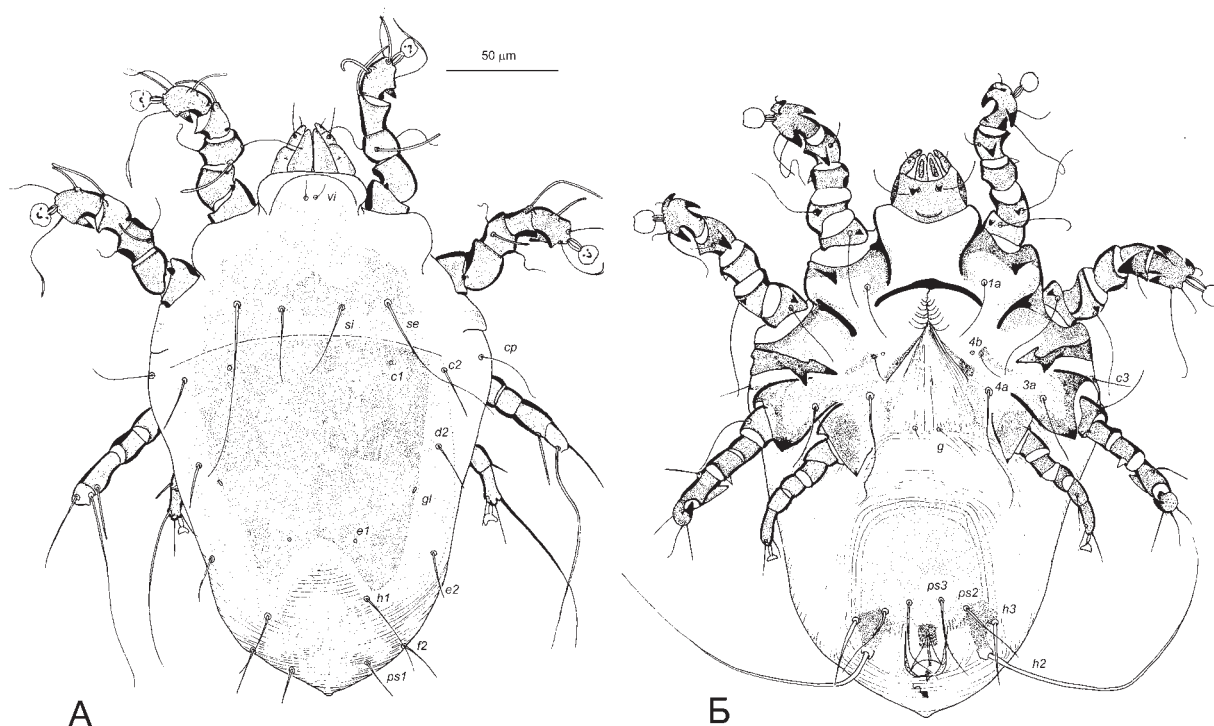 50 μm
vi
si
se
cp
c1
c2
d2
gl
e1
e2
h1
f2
ps1
А
1a
4b
c3
4a
3a
g
ps3
ps2
h3
h2
Б